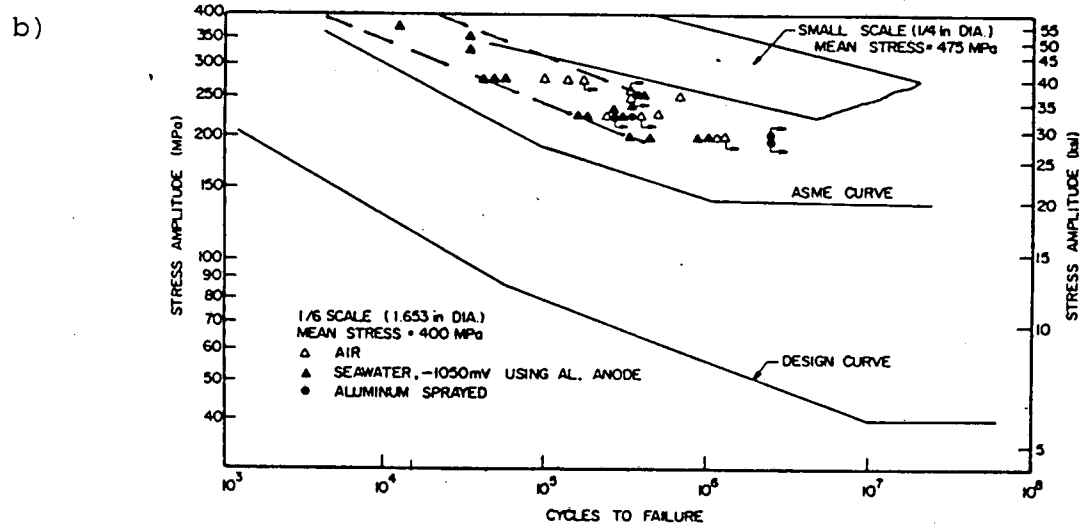 b)
400
350
300
250
200
150
100
90
80
70
60
50
40
STRESS AMPLITUDE (MPa)
SMALL SCALE (1/4 in DIA.)
MEAN STRESS = 475 MPa
ASME CURVE
DESIGN CURVE
1/6 SCALE (1.653 in DIA.)
MEAN STRESS = 400 MPa
△ AIR
▲ SEAWATER, -1050mV USING AL. ANODE
● ALUMINUM SPRAYED
55
50
45
40
35
30
25
20
15
10
5
STRESS AMPLITUDE (ksi)
10³ 10⁴ 10⁵ 10⁶ 10⁷ 10⁸
CYCLES TO FAILURE